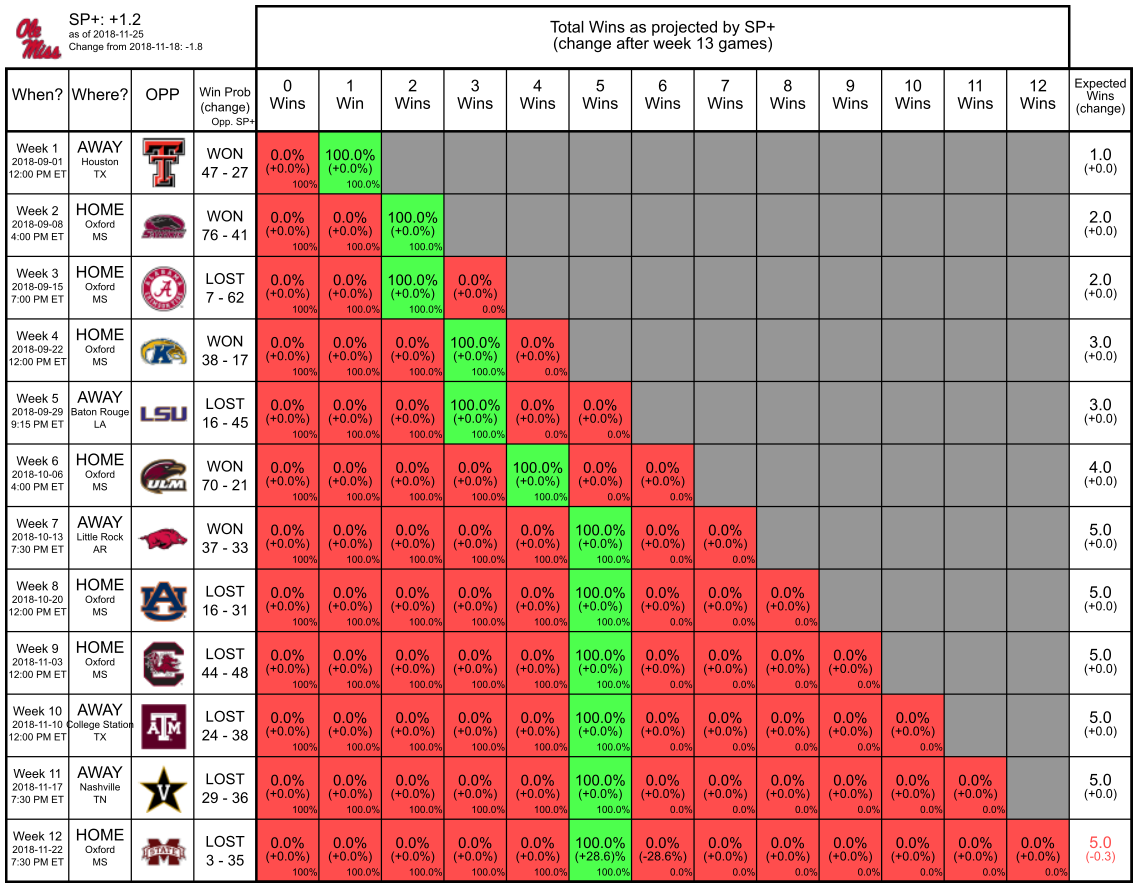 Ole
Miss
SP+: +1.2
as of 2018-11-25
Change from 2018-11-18: -1.8
Total Wins as projected by SP+
(change after week 13 games)
When? Where? OPP Win Prob (change) Opp. SP+ 0 Wins 1 Win 2 Wins 3 Wins 4 Wins 5 Wins 6 Wins 7 Wins 8 Wins 9 Wins 10 Wins 11 Wins 12 Wins Expected Wins (change)
Week 1 AWAY WON 0.0% 100.0% 1.0
2018-09-01 Houston (+0.0%) (+0.0%) (+0.0)
12:00 PM ET TX 47 - 27 100% 100.0%
Week 2 HOME WON 0.0% 0.0% 100.0% 2.0
2018-09-08 Oxford (+0.0%) (+0.0%) (+0.0%) (+0.0)
4:00 PM ET MS 76 - 41 100% 100.0% 100.0%
Week 3 HOME LOST 0.0% 0.0% 100.0% 0.0% 2.0
2018-09-15 Oxford A (+0.0%) (+0.0%) (+0.0%) (+0.0%) (+0.0)
7:00 PM ET MS 7 - 62 100% 100.0% 100.0% 0.0%
Week 4 HOME WON 0.0% 0.0% 0.0% 100.0% 0.0% 3.0
2018-09-22 Oxford K (+0.0%) (+0.0%) (+0.0%) (+0.0%) (+0.0%) (+0.0)
12:00 PM ET MS 38 - 17 100% 100.0% 100.0% 100.0% 0.0%
Week 5 AWAY LOST 0.0% 0.0% 0.0% 100.0% 0.0% 0.0% 3.0
2018-09-29 Baton Rouge LSU (+0.0%) (+0.0%) (+0.0%) (+0.0%) (+0.0%) (+0.0%) (+0.0)
9:15 PM ET LA 16 - 45 100% 100.0% 100.0% 100.0% 0.0% 0.0%
Week 6 HOME WON 0.0% 0.0% 0.0% 0.0% 100.0% 0.0% 0.0% 4.0
2018-10-06 Oxford ULM (+0.0%) (+0.0%) (+0.0%) (+0.0%) (+0.0%) (+0.0%) (+0.0%) (+0.0)
4:00 PM ET MS 70 - 21 100% 100.0% 100.0% 100.0% 100.0% 0.0% 0.0%
Week 7 AWAY WON 0.0% 0.0% 0.0% 0.0% 0.0% 100.0% 0.0% 0.0% 5.0
2018-10-13 Little Rock (+0.0%) (+0.0%) (+0.0%) (+0.0%) (+0.0%) (+0.0%) (+0.0%) (+0.0%) (+0.0)
7:30 PM ET AR 37 - 33 100% 100.0% 100.0% 100.0% 100.0% 100.0% 0.0% 0.0%
Week 8 HOME LOST 0.0% 0.0% 0.0% 0.0% 0.0% 100.0% 0.0% 0.0% 0.0% 5.0
2018-10-20 Oxford AU (+0.0%) (+0.0%) (+0.0%) (+0.0%) (+0.0%) (+0.0%) (+0.0%) (+0.0%) (+0.0%) (+0.0)
12:00 PM ET MS 16 - 31 100% 100.0% 100.0% 100.0% 100.0% 100.0% 0.0% 0.0% 0.0%
Week 9 HOME LOST 0.0% 0.0% 0.0% 0.0% 0.0% 100.0% 0.0% 0.0% 0.0% 0.0% 5.0
2018-11-03 Oxford C (+0.0%) (+0.0%) (+0.0%) (+0.0%) (+0.0%) (+0.0%) (+0.0%) (+0.0%) (+0.0%) (+0.0%) (+0.0)
12:00 PM ET MS 44 - 48 100% 100.0% 100.0% 100.0% 100.0% 100.0% 0.0% 0.0% 0.0% 0.0%
Week 10 AWAY LOST 0.0% 0.0% 0.0% 0.0% 0.0% 100.0% 0.0% 0.0% 0.0% 0.0% 0.0% 5.0
2018-11-10 College Station ATM (+0.0%) (+0.0%) (+0.0%) (+0.0%) (+0.0%) (+0.0%) (+0.0%) (+0.0%) (+0.0%) (+0.0%) (+0.0%) (+0.0)
12:00 PM ET TX 24 - 38 100% 100.0% 100.0% 100.0% 100.0% 100.0% 0.0% 0.0% 0.0% 0.0% 0.0%
Week 11 AWAY LOST 0.0% 0.0% 0.0% 0.0% 0.0% 100.0% 0.0% 0.0% 0.0% 0.0% 0.0% 0.0% 5.0
2018-11-17 Nashville V (+0.0%) (+0.0%) (+0.0%) (+0.0%) (+0.0%) (+0.0%) (+0.0%) (+0.0%) (+0.0%) (+0.0%) (+0.0%) (+0.0%) (+0.0)
7:30 PM ET TN 29 - 36 100% 100.0% 100.0% 100.0% 100.0% 100.0% 0.0% 0.0% 0.0% 0.0% 0.0% 0.0%
Week 12 HOME LOST 0.0% 0.0% 0.0% 0.0% 0.0% 100.0% 0.0% 0.0% 0.0% 0.0% 0.0% 0.0% 0.0% 5.0
2018-11-22 Oxford STATE (+0.0%) (+0.0%) (+0.0%) (+0.0%) (+0.0%) (+28.6)% (-28.6%) (+0.0%) (+0.0%) (+0.0%) (+0.0%) (+0.0%) (+0.0%) (-0.3)
7:30 PM ET MS 3 - 35 100% 100.0% 100.0% 100.0% 100.0% 100.0% 0.0% 0.0% 0.0% 0.0% 0.0% 0.0% 0.0%